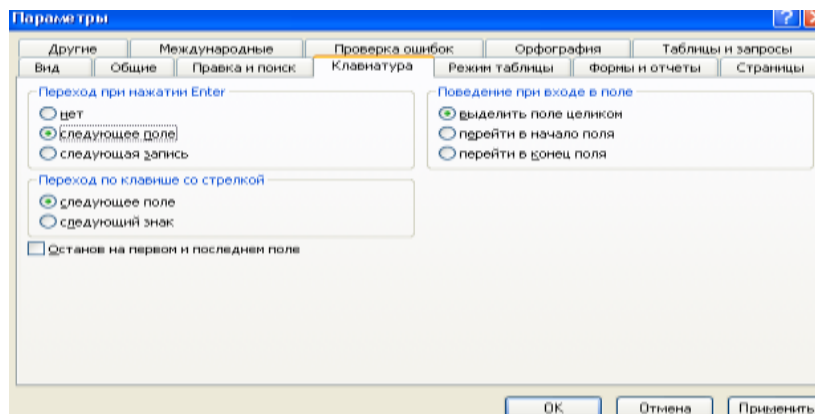 Параметры
Другие Международные Проверка ошибок Орфография Таблицы и запросы
Вид Общие Правка и поиск Клавиатура Режим таблицы Формы и отчеты Страницы
Переход при нажатии Enter
нет
следующее поле
следующая запись
Поведение при входе в поле
выделить поле целиком
перейти в начало поля
перейти в конец поля
Переход по клавише со стрелкой
следующее поле
следующий знак
Останов на первом и последнем поле
ОК Отмена Применить